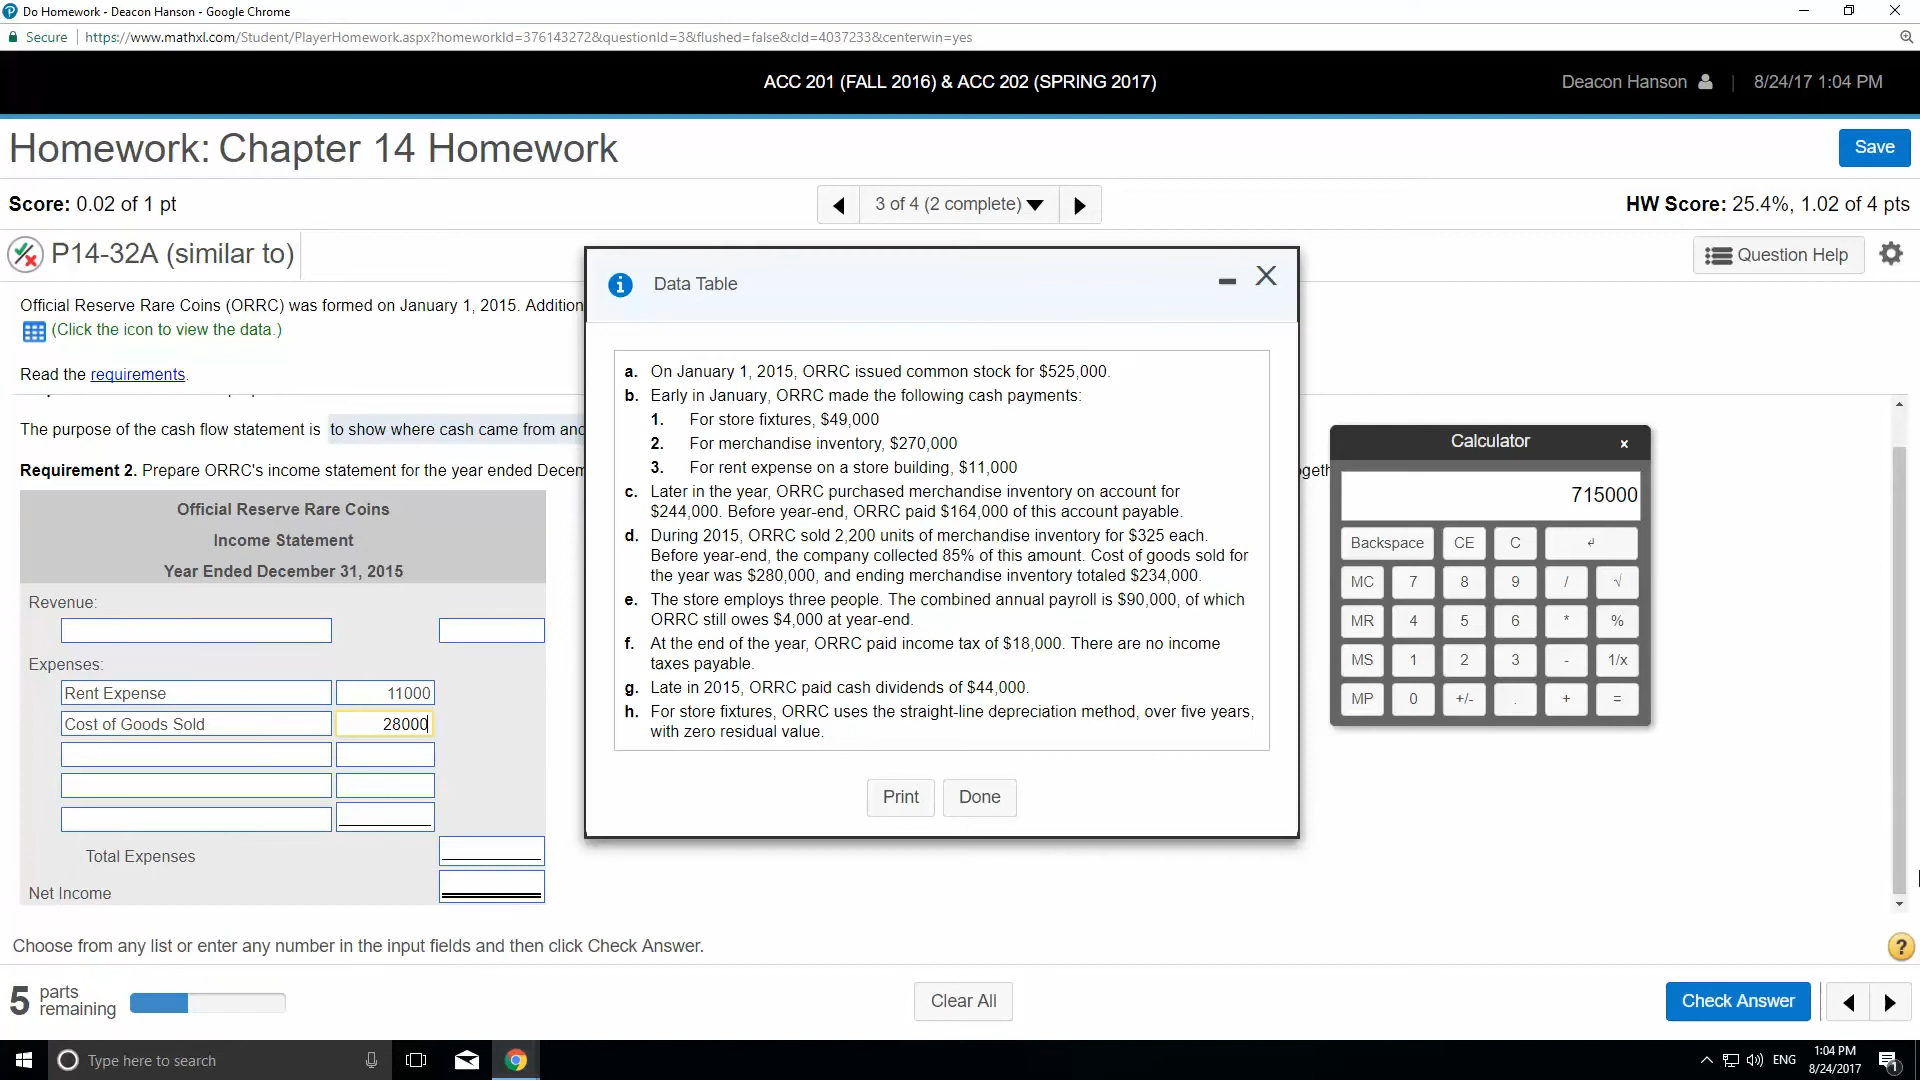 Do Homework - Deacon Hanson - Google Chrome
Secure | https://www.mathxl.com/Student/PlayerHomework.aspx?homeworkId=376143272&questionId=3&flushed=false&cId=4037233&centerwin=yes
ACC 201 (FALL 2016) & ACC 202 (SPRING 2017)
Deacon Hanson | 8/24/17 1:04 PM
Homework: Chapter 14 Homework
Save
Score: 0.02 of 1 pt
3 of 4 (2 complete)
HW Score: 25.4%, 1.02 of 4 pts
P14-32A (similar to)
Question Help
Official Reserve Rare Coins (ORRC) was formed on January 1, 2015. Addition
(Click the icon to view the data.)
Read the requirements.
The purpose of the cash flow statement is to show where cash came from and
Requirement 2. Prepare ORRC's income statement for the year ended Decem
Official Reserve Rare Coins
Income Statement
Year Ended December 31, 2015
Revenue:
Expenses:
Rent Expense 11000
Cost of Goods Sold 28000
Total Expenses
Net Income
Data Table
a. On January 1, 2015, ORRC issued common stock for $525,000.
b. Early in January, ORRC made the following cash payments:
1. For store fixtures, $49,000
2. For merchandise inventory, $270,000
3. For rent expense on a store building, $11,000
c. Later in the year, ORRC purchased merchandise inventory on account for
$244,000. Before year-end, ORRC paid $164,000 of this account payable.
d. During 2015, ORRC sold 2,200 units of merchandise inventory for $325 each.
Before year-end, the company collected 85% of this amount. Cost of goods sold for
the year was $280,000, and ending merchandise inventory totaled $234,000.
e. The store employs three people. The combined annual payroll is $90,000, of which
ORRC still owes $4,000 at year-end.
f. At the end of the year, ORRC paid income tax of $18,000. There are no income
taxes payable.
g. Late in 2015, ORRC paid cash dividends of $44,000.
h. For store fixtures, ORRC uses the straight-line depreciation method, over five years,
with zero residual value.
Print
Done
geth
Calculator x
715000
Backspace CE C ↵
MC 7 8 9 / √
MR 4 5 6 * %
MS 1 2 3 - 1/x
MP 0 +/- . + =
Choose from any list or enter any number in the input fields and then click Check Answer.
?
5 parts
remaining
Clear All
Check Answer
Type here to search
ENG
1:04 PM
8/24/2017
1